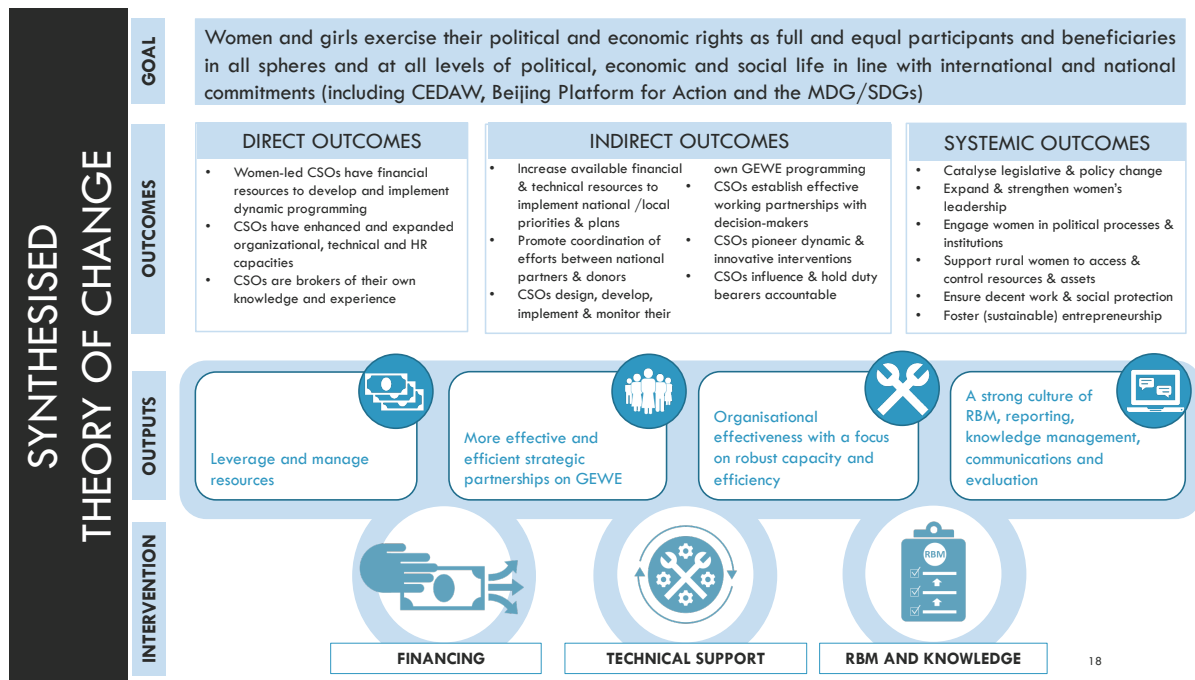 SYNTHESISED
THEORY OF CHANGE
GOAL
Women and girls exercise their political and economic rights as full and equal participants and beneficiaries
in all spheres and at all levels of political, economic and social life in line with international and national
commitments (including CEDAW, Beijing Platform for Action and the MDG/SDGs)
OUTCOMES
DIRECT OUTCOMES
• Women-led CSOs have financial
resources to develop and implement
dynamic programming
• CSOs have enhanced and expanded
organizational, technical and HR
capacities
• CSOs are brokers of their own
knowledge and experience
INDIRECT OUTCOMES
• Increase available financial
& technical resources to
implement national /local
priorities & plans
• Promote coordination of
efforts between national
partners & donors
• CSOs design, develop,
implement & monitor their
own GEWE programming
• CSOs establish effective
working partnerships with
decision-makers
• CSOs pioneer dynamic &
innovative interventions
• CSOs influence & hold duty
bearers accountable
SYSTEMIC OUTCOMES
• Catalyse legislative & policy change
• Expand & strengthen women's
leadership
• Engage women in political processes &
institutions
• Support rural women to access &
control resources & assets
• Ensure decent work & social protection
• Foster (sustainable) entrepreneurship
OUTPUTS
Leverage and manage
resources
More effective and
efficient strategic
partnerships on GEWE
Organisational
effectiveness with a focus
on robust capacity and
efficiency
A strong culture of
RBM, reporting,
knowledge management,
communications and
evaluation
INTERVENTION
RBM
FINANCING
TECHNICAL SUPPORT
RBM AND KNOWLEDGE
18